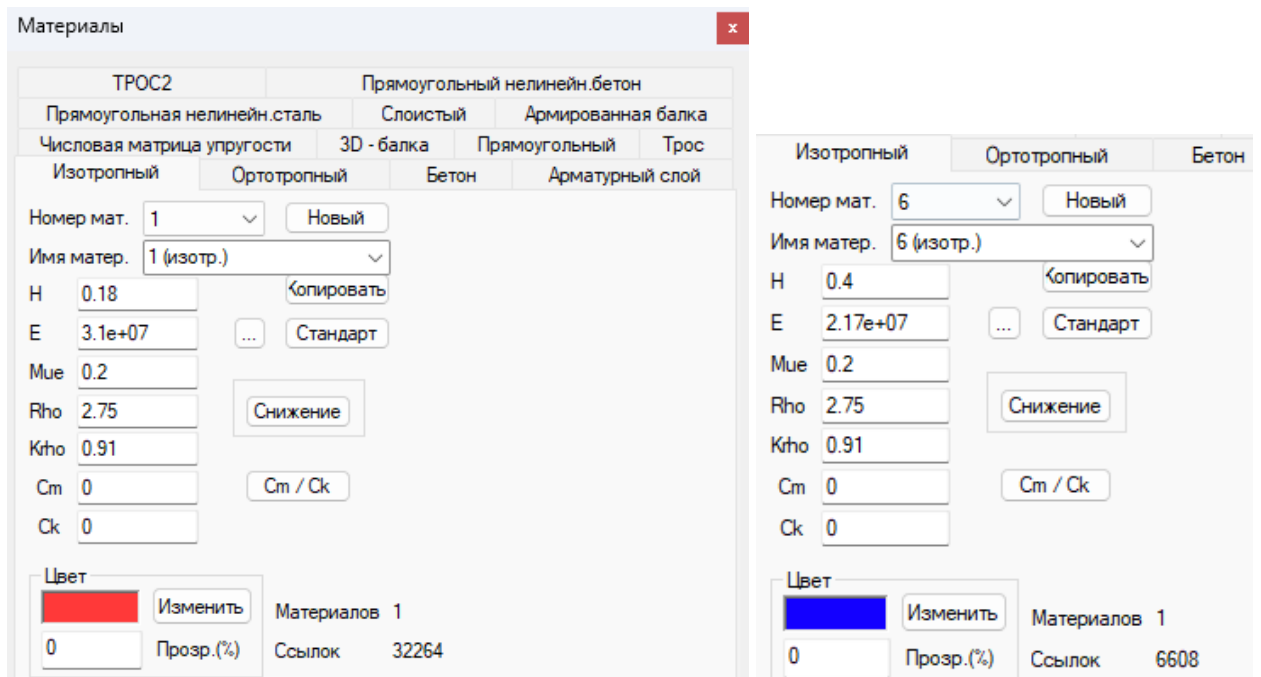 Материалы
x
ТРОС2 Прямоугольный нелинейн.бетон
Прямоугольная нелинейн.сталь Слоистый Армированная балка
Числовая матрица упругости 3D - балка Прямоугольный Трос
Изотропный Ортотропный Бетон Арматурный слой
Номер мат. 1 Новый
Имя матер. 1 (изотр.)
H 0.18 Копировать
E 3.1e+07 ... Стандарт
Mue 0.2
Rho 2.75 Снижение
Krho 0.91
Cm 0 Cm / Ck
Ck 0
Цвет
Изменить Материалов 1
0 Прозр.(%) Ссылок 32264
Изотропный Ортотропный Бетон
Номер мат. 6 Новый
Имя матер. 6 (изотр.)
H 0.4 Копировать
E 2.17e+07 ... Стандарт
Mue 0.2
Rho 2.75 Снижение
Krho 0.91
Cm 0 Cm / Ck
Ck 0
Цвет
Изменить Материалов 1
0 Прозр.(%) Ссылок 6608